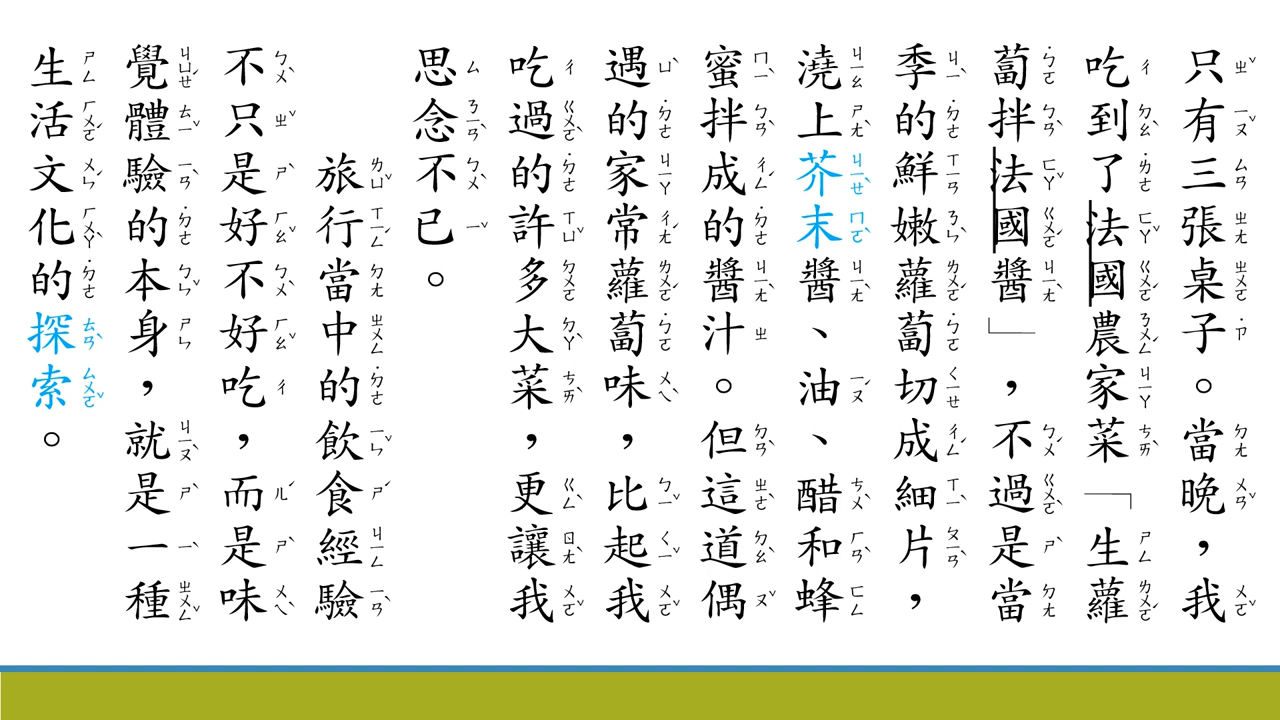 只有三張桌子。當晚，我
吃到了法國農家菜「生蘿
蔔拌法國醬」，不過是當
季的鮮嫩蘿蔔切成細片，
澆上芥末醬、油、醋和蜂
蜜拌成的醬汁。但這道偶
遇的家常蘿蔔味，比起我
吃過的許多大菜，更讓我
思念不已。
旅行當中的飲食經驗
不只是好不好吃，而是味
覺體驗的本身，就是一種
生活文化的探索。